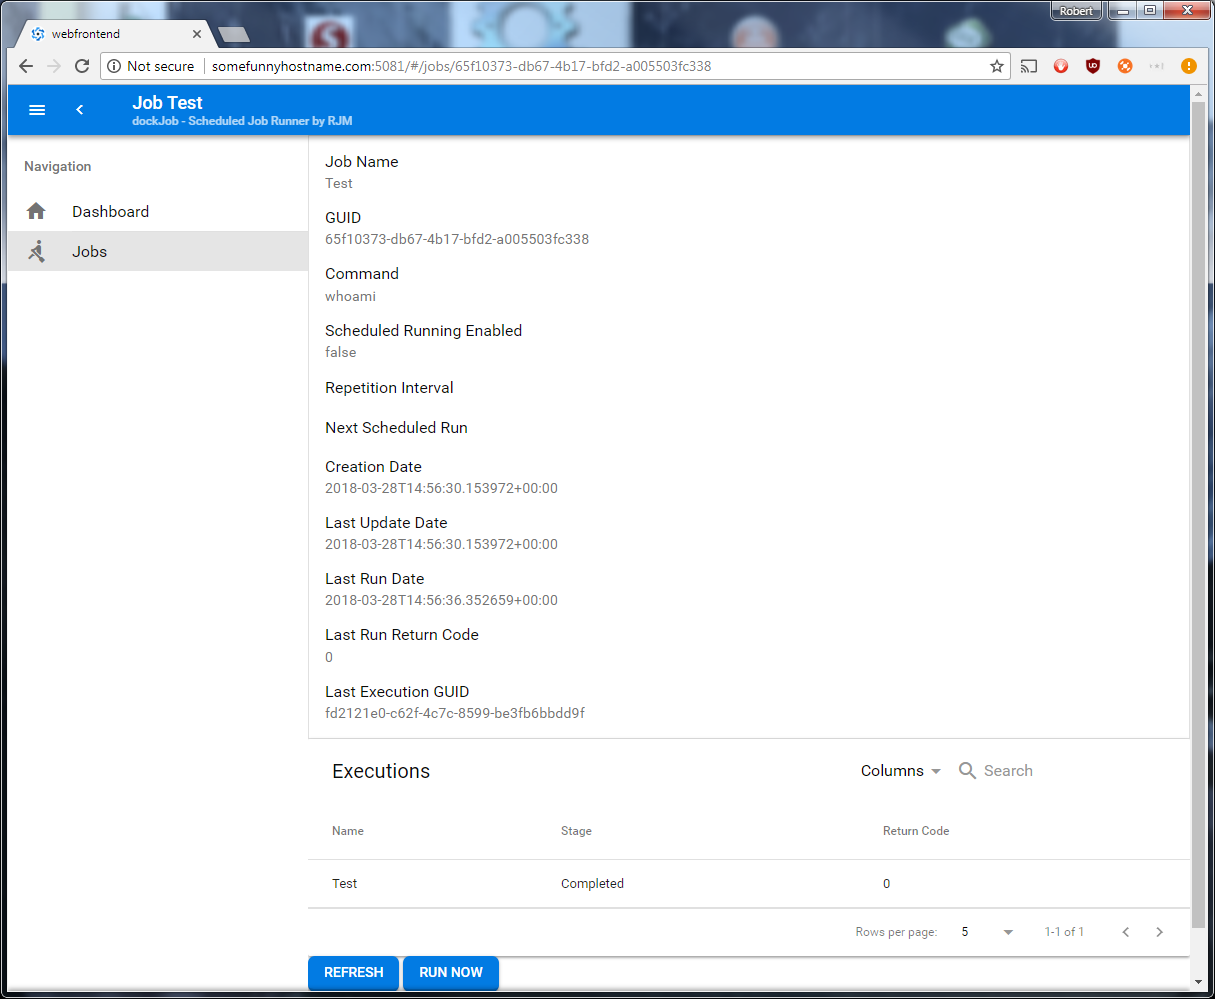 Robert
webfrontend
Not secure
somefunnyhostname.com:5081/#/jobs/65f10373-db67-4b17-bfd2-a005503fc338
Job Test
dockJob - Scheduled Job Runner by RJM
Navigation
Dashboard
Jobs
Job Name
Test
GUID
65f10373-db67-4b17-bfd2-a005503fc338
Command
whoami
Scheduled Running Enabled
false
Repetition Interval
Next Scheduled Run
Creation Date
2018-03-28T14:56:30.153972+00:00
Last Update Date
2018-03-28T14:56:30.153972+00:00
Last Run Date
2018-03-28T14:56:36.352659+00:00
Last Run Return Code
0
Last Execution GUID
fd2121e0-c62f-4c7c-8599-be3fb6bbdd9f
Executions Columns Search
Name Stage Return Code
Test Completed 0
Rows per page: 5 1-1 of 1
REFRESH RUN NOW